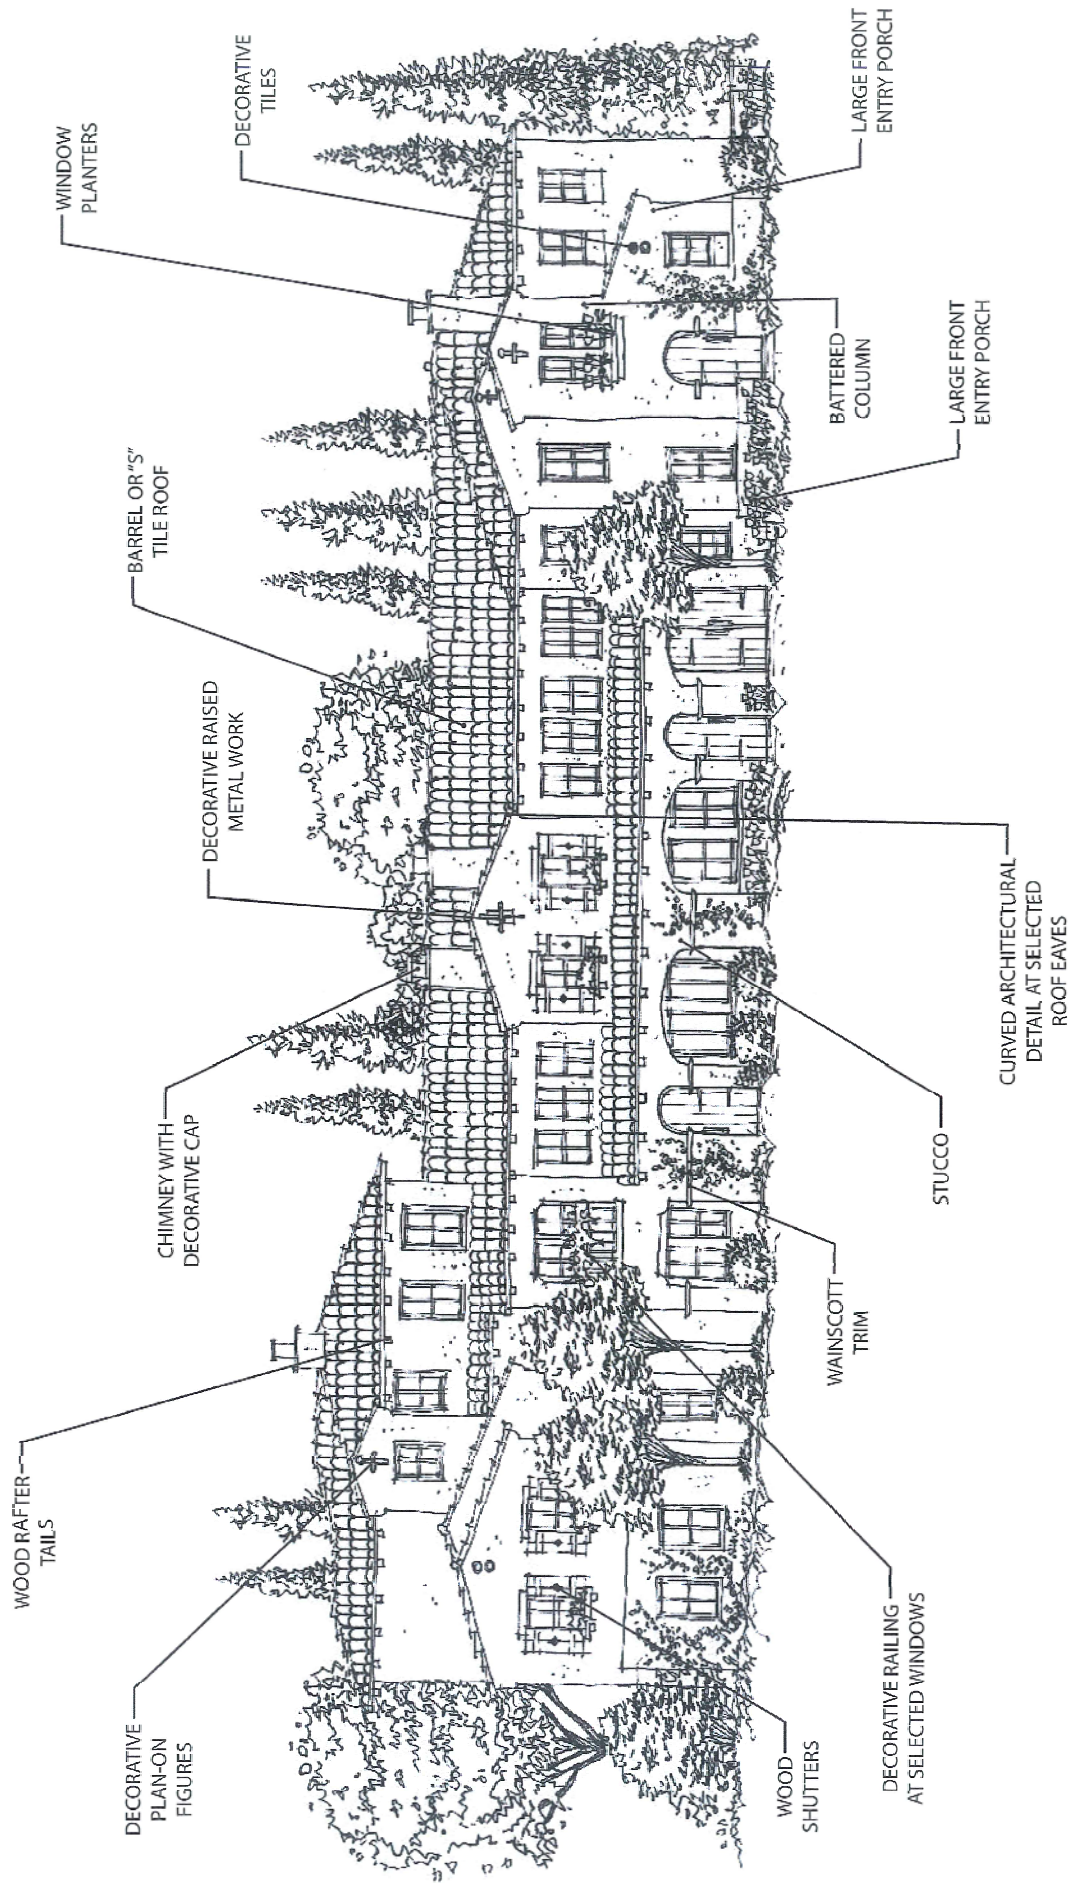 WOOD RAFTER
TAILS
WINDOW
PLANTERS
DECORATIVE
PLAN-ON
FIGURES
CHIMNEY WITH
DECORATIVE CAP
DECORATIVE RAISED
METAL WORK
BARREL OR "S"
TILE ROOF
DECORATIVE
TILES
WOOD
SHUTTERS
DECORATIVE RAILING
AT SELECTED WINDOWS
WAINSCOTT
TRIM
STUCCO
CURVED ARCHITECTURAL
DETAIL AT SELECTED
ROOF EAVES
LARGE FRONT
ENTRY PORCH
BATTERED
COLUMN
LARGE FRONT
ENTRY PORCH